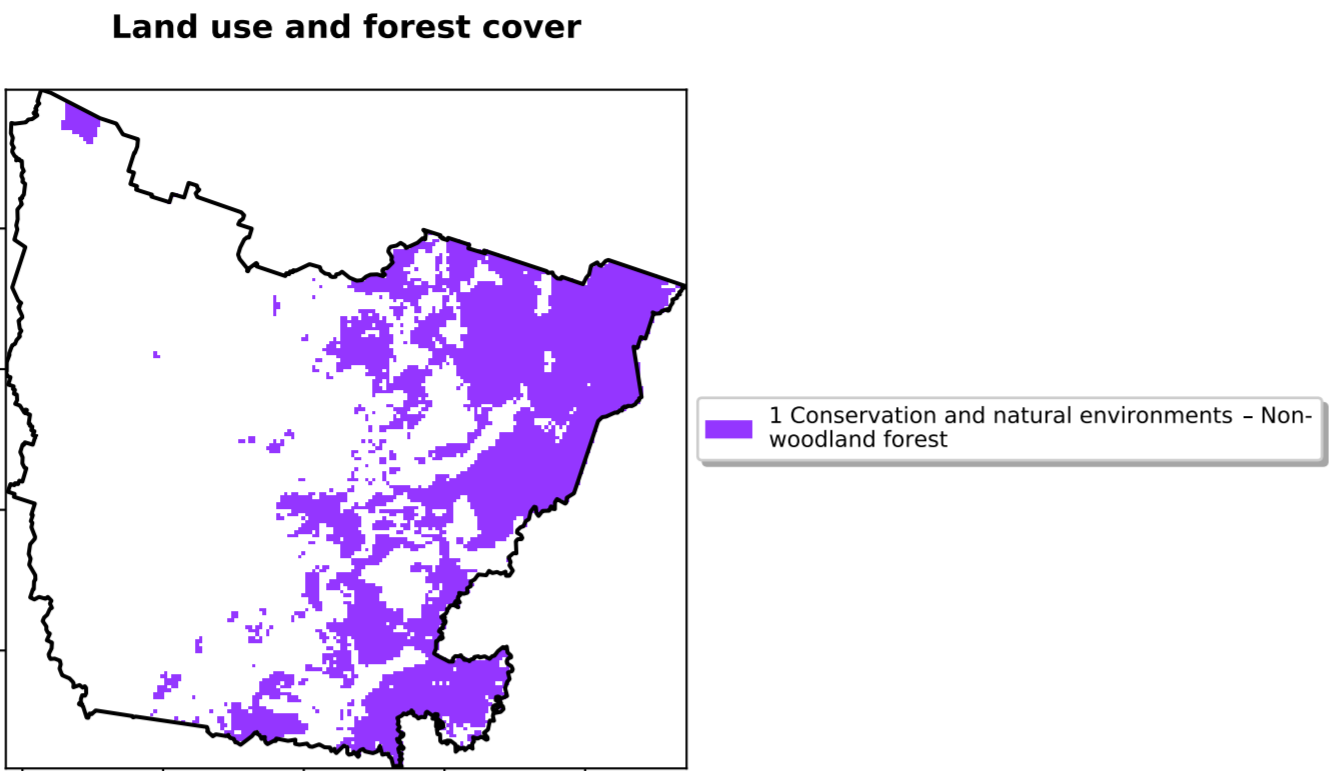 Land use and forest cover
1 Conservation and natural environments – Non-
woodland forest